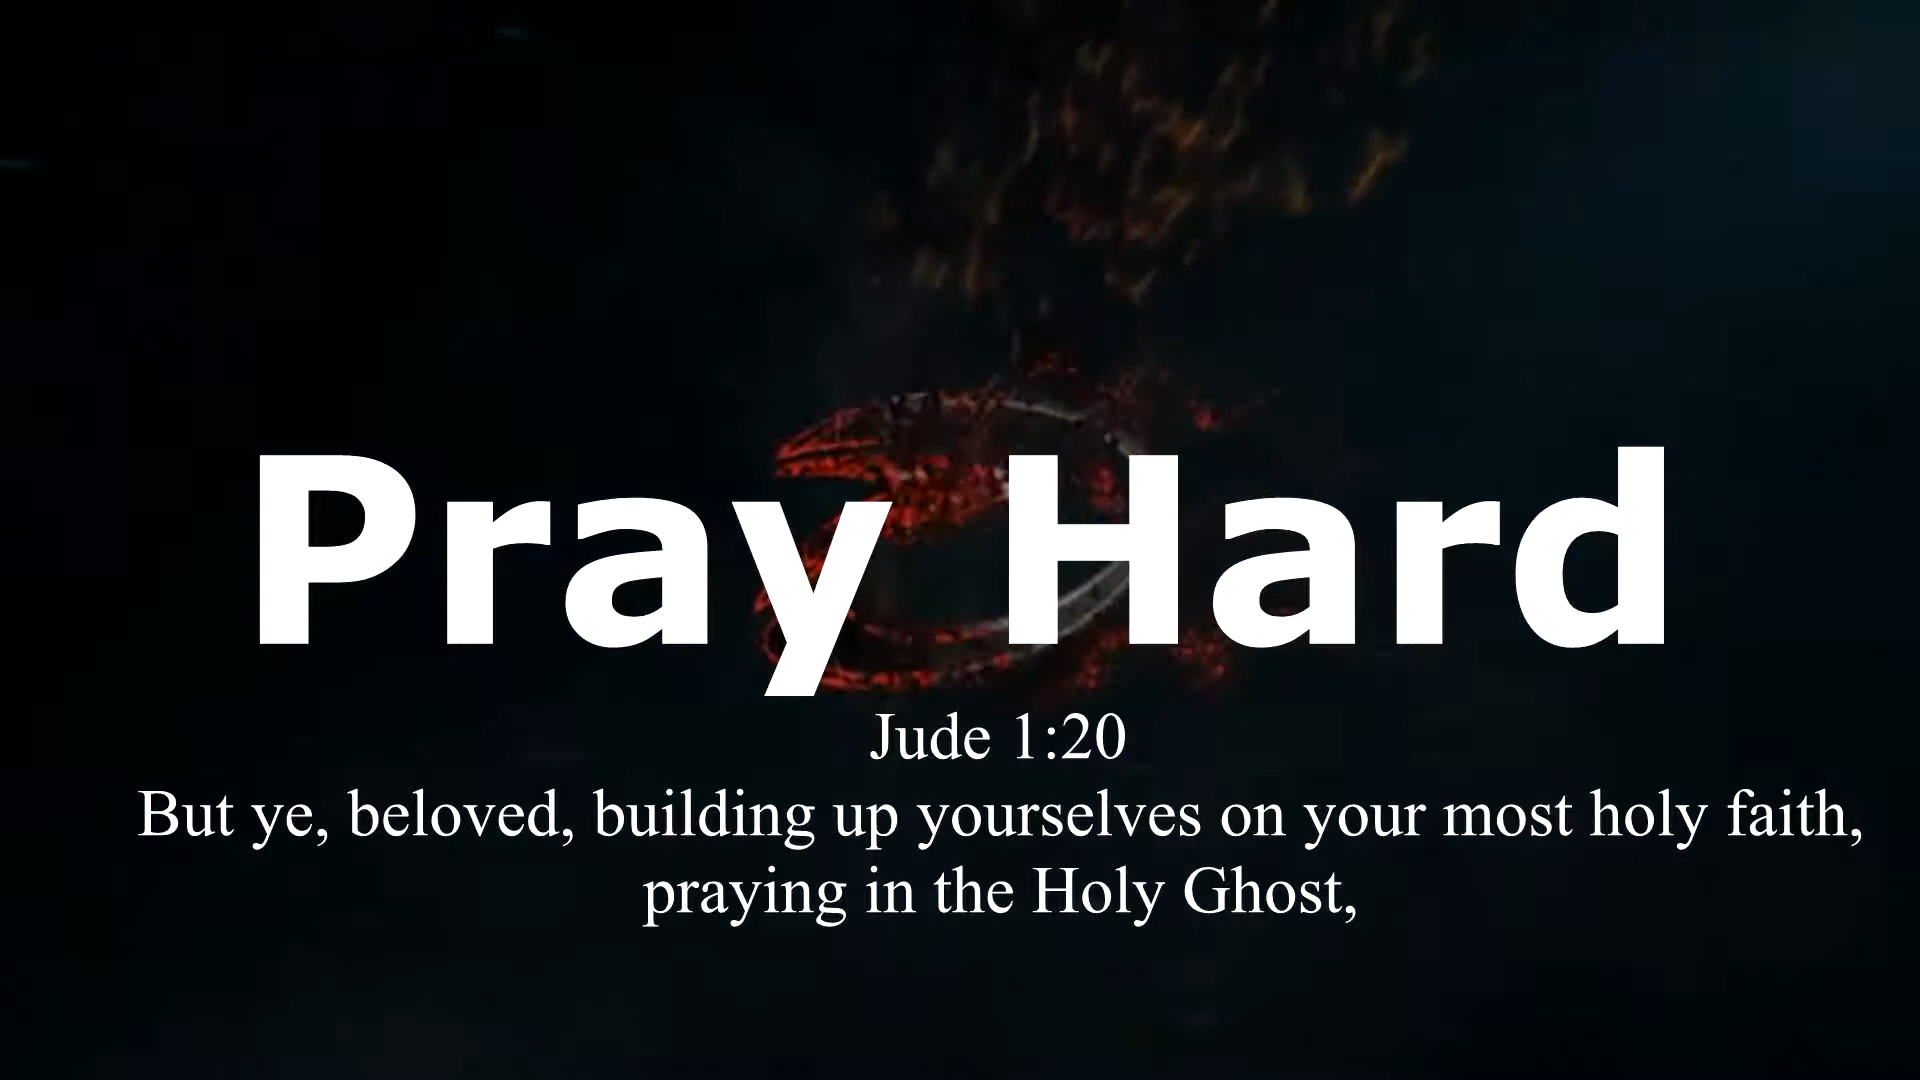 Pray Hard
Jude 1:20
But ye, beloved, building up yourselves on your most holy faith,
praying in the Holy Ghost,